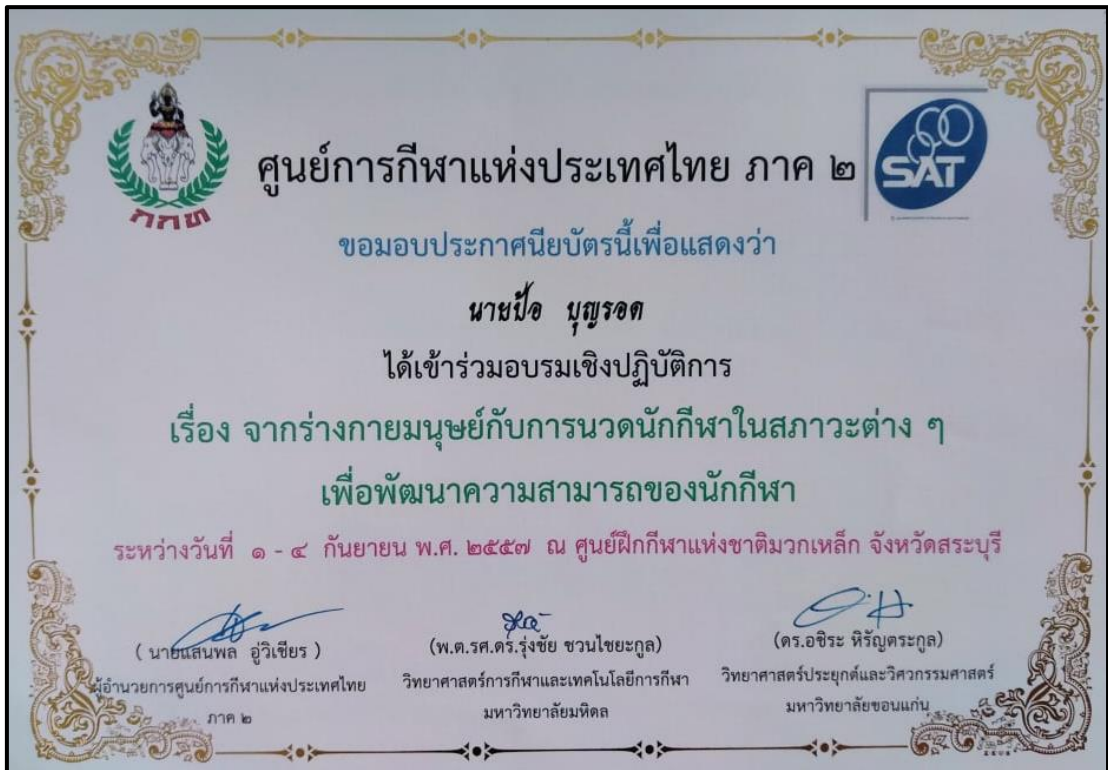 กกท
SAT
ศูนย์การกีฬาแห่งประเทศไทย ภาค ๒
ขอมอบประกาศนียบัตรนี้เพื่อแสดงว่า
นายป้อ บุญรอด
ได้เข้าร่วมอบรมเชิงปฏิบัติการ
เรื่อง จากร่างกายมนุษย์กับการนวดนักกีฬาในสภาวะต่าง ๆ
เพื่อพัฒนาความสามารถของนักกีฬา
ระหว่างวันที่ ๑ - ๔ กันยายน พ.ศ. ๒๕๕๗ ณ ศูนย์ฝึกกีฬาแห่งชาติมวกเหล็ก จังหวัดสระบุรี
( นายแสนพล อู่วิเชียร )
ผู้อำนวยการศูนย์การกีฬาแห่งประเทศไทย
ภาค ๒
(พ.ต.รศ.ดร.รุ่งชัย ชวนไชยะกูล)
วิทยาศาสตร์การกีฬาและเทคโนโลยีการกีฬา
มหาวิทยาลัยมหิดล
(ดร.อชิระ หิรัญตระกูล)
วิทยาศาสตร์ประยุกต์และวิศวกรรมศาสตร์
มหาวิทยาลัยขอนแก่น